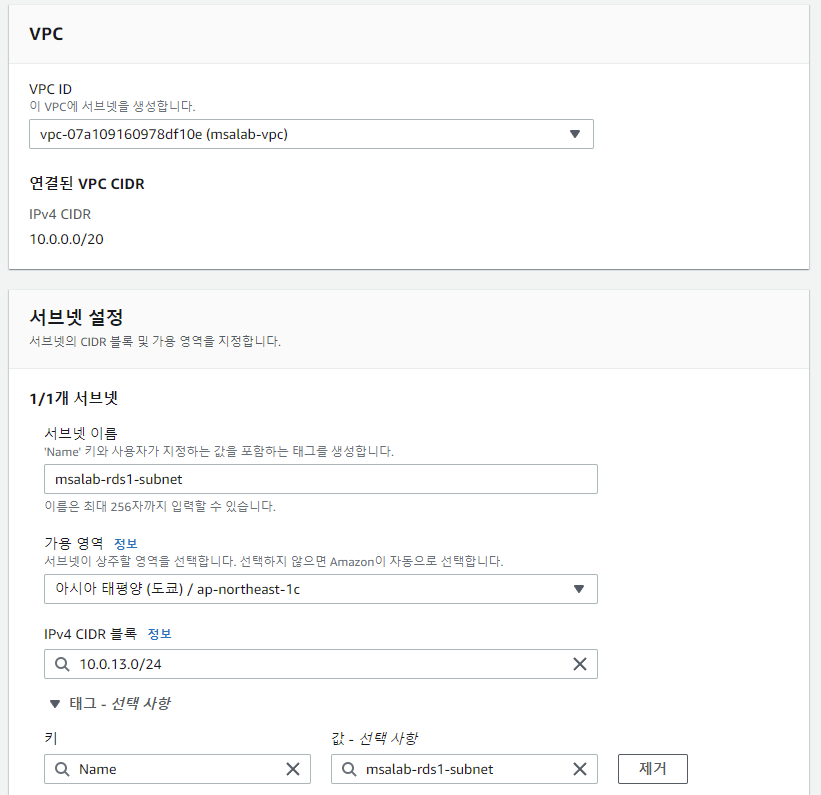 VPC
VPC ID
이 VPC에 서브넷을 생성합니다.
vpc-07a109160978df10e (msalab-vpc)
연결된 VPC CIDR
IPv4 CIDR
10.0.0.0/20
서브넷 설정
서브넷의 CIDR 블록 및 가용 영역을 지정합니다.
1/1개 서브넷
서브넷 이름
'Name' 키와 사용자가 지정하는 값을 포함하는 태그를 생성합니다.
msalab-rds1-subnet
이름은 최대 256자까지 입력할 수 있습니다.
가용 영역 정보
서브넷이 상주할 영역을 선택합니다. 선택하지 않으면 Amazon이 자동으로 선택합니다.
아시아 태평양 (도쿄) / ap-northeast-1c
IPv4 CIDR 블록 정보
10.0.13.0/24
태그 - 선택 사항
키 값 - 선택 사항
Name msalab-rds1-subnet 제거